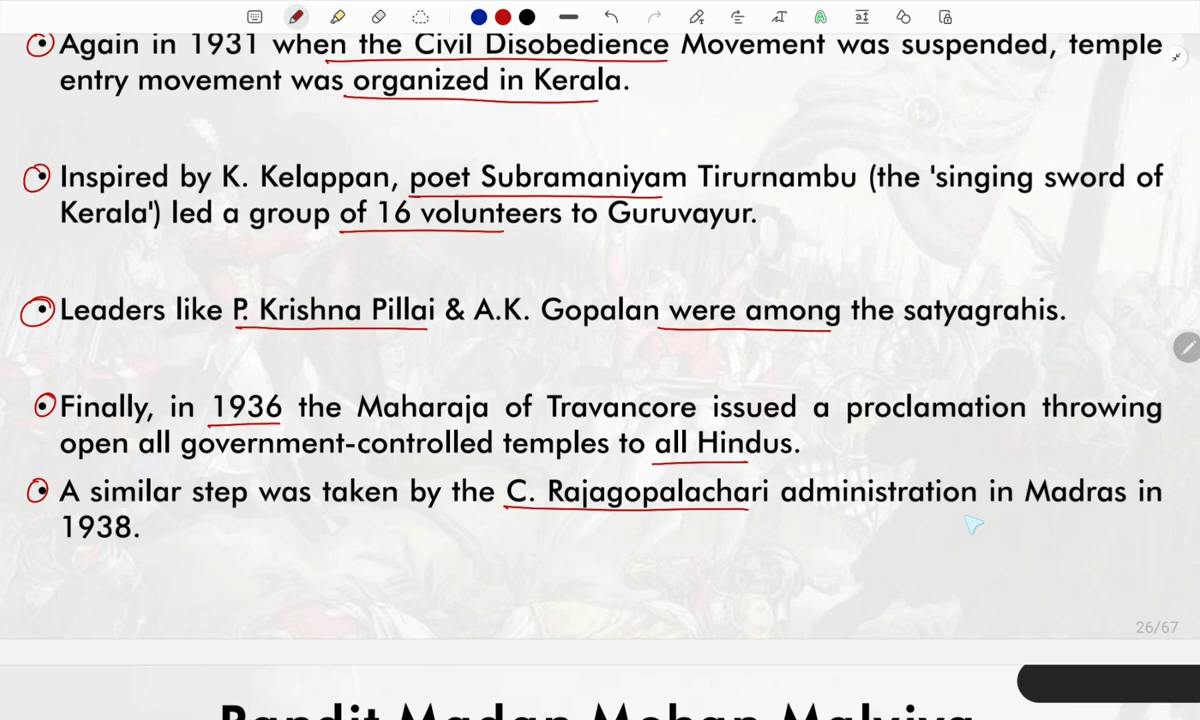 Again in 1931 when the Civil Disobedience Movement was suspended, temple
entry movement was organized in Kerala.
Inspired by K. Kelappan, poet Subramaniyam Tirurnambu (the 'singing sword of
Kerala') led a group of 16 volunteers to Guruvayur.
Leaders like P. Krishna Pillai & A.K. Gopalan were among the satyagrahis.
Finally, in 1936 the Maharaja of Travancore issued a proclamation throwing
open all government-controlled temples to all Hindus.
A similar step was taken by the C. Rajagopalachari administration in Madras in
1938.
26/67
Pandit Madan Mohan Malviya